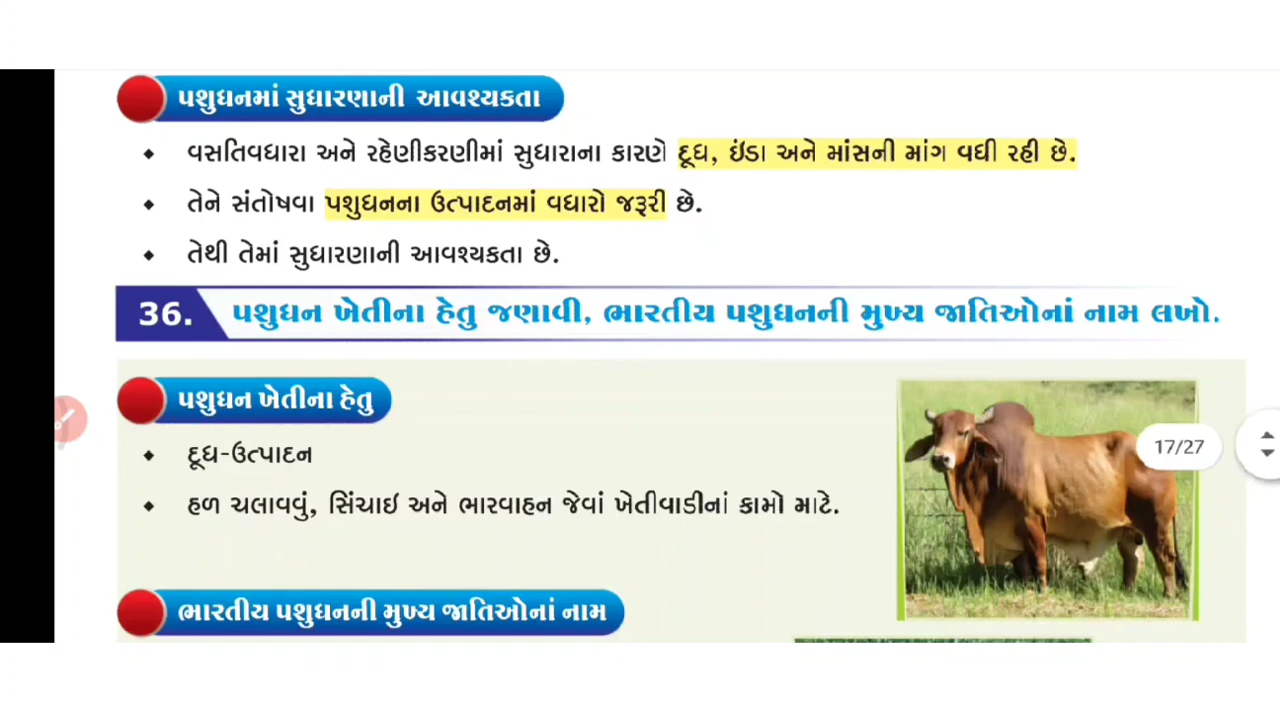 પશુધનમાં સુધારણાની આવશ્યકતા
◆ વસતિવધારા અને રહેણીકરણીમાં સુધારાના કારણે દૂધ, ઇંડા અને માંસની માંગ વધી રહી છે.
◆ તેને સંતોષવા પશુધનના ઉત્પાદનમાં વધારો જરૂરી છે.
◆ તેથી તેમાં સુધારણાની આવશ્યકતા છે.
36. પશુધન ખેતીના હેતુ જણાવી, ભારતીય પશુધનની મુખ્ય જાતિઓનાં નામ લખો.
પશુધન ખેતીના હેતુ
◆ દૂધ-ઉત્પાદન
17/27
◆ હળ ચલાવવું, સિંચાઇ અને ભારવાહન જેવાં ખેતીવાડીનાં કામો માટે.
ભારતીય પશુધનની મુખ્ય જાતિઓનાં નામ